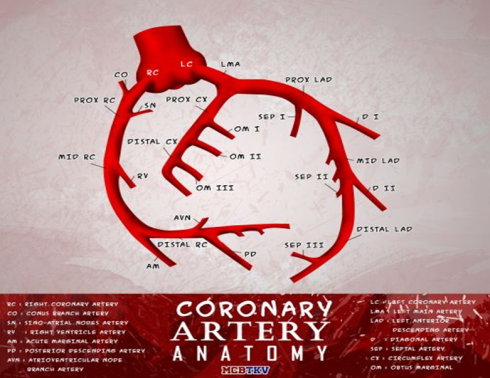 CO
RC
LC
LMA
PROX LAD
PROX RC
SN
PROX CX
SEP I
D I
OM I
DISTAL CX
OM II
MID RC
MID LAD
RV
SEP II
OM III
D II
AVN
DISTAL RC
DISTAL LAD
PD
SEP III
AM
RC : RIGHT CORONARY ARTERY
CO : CONUS BRANCH ARTERY
SN : SINO-ATRIAL NODES ARTERY
RV : RIGHT VENTRICLE ARTERY
AM : ACUTE MARGINAL ARTERY
PD : POSTERIOR DESCENDING ARTERY
AVN : ATRIOVENTRICULAR NODE
BRANCH ARTERY
CORONARY
ARTERY
ANATOMY
MCBTKV
LC : LEFT CORONARY ARTERY
LMA : LEFT MAIN ARTERY
LAD : LEFT ANTERIOR
DESCENDING ARTERY
D : DIAGONAL ARTERY
SEP : SEPTAL ARTERY
CX : CIRCUMFLEX ARTERY
OM : OBTUS MARGINAL